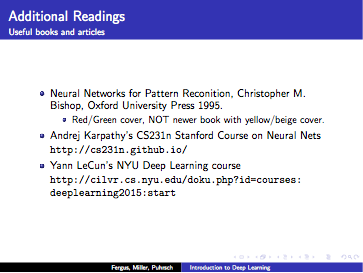 Additional Readings
Useful books and articles
Neural Networks for Pattern Reconition, Christopher M.
Bishop, Oxford University Press 1995.
Red/Green cover, NOT newer book with yellow/beige cover.
Andrej Karpathy's CS231n Stanford Course on Neural Nets
http://cs231n.github.io/
Yann LeCun's NYU Deep Learning course
http://cilvr.cs.nyu.edu/doku.php?id=courses:
deeplearning2015:start
Fergus, Miller, Puhrsch Introduction to Deep Learning